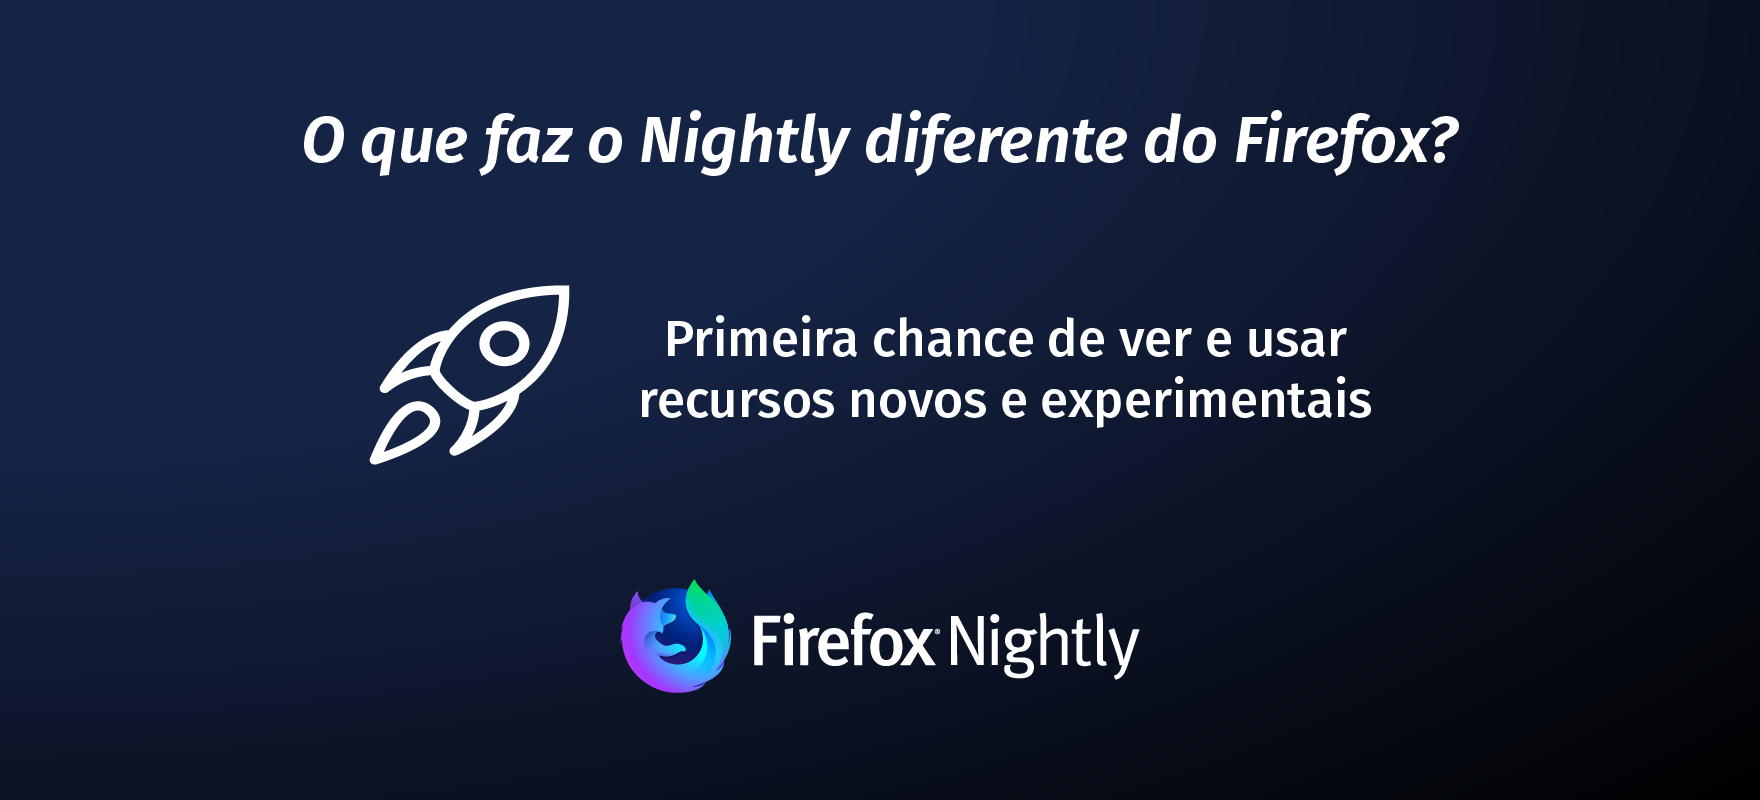 O que faz o Nightly diferente do Firefox?
Primeira chance de ver e usar
recursos novos e experimentais
Firefox® Nightly